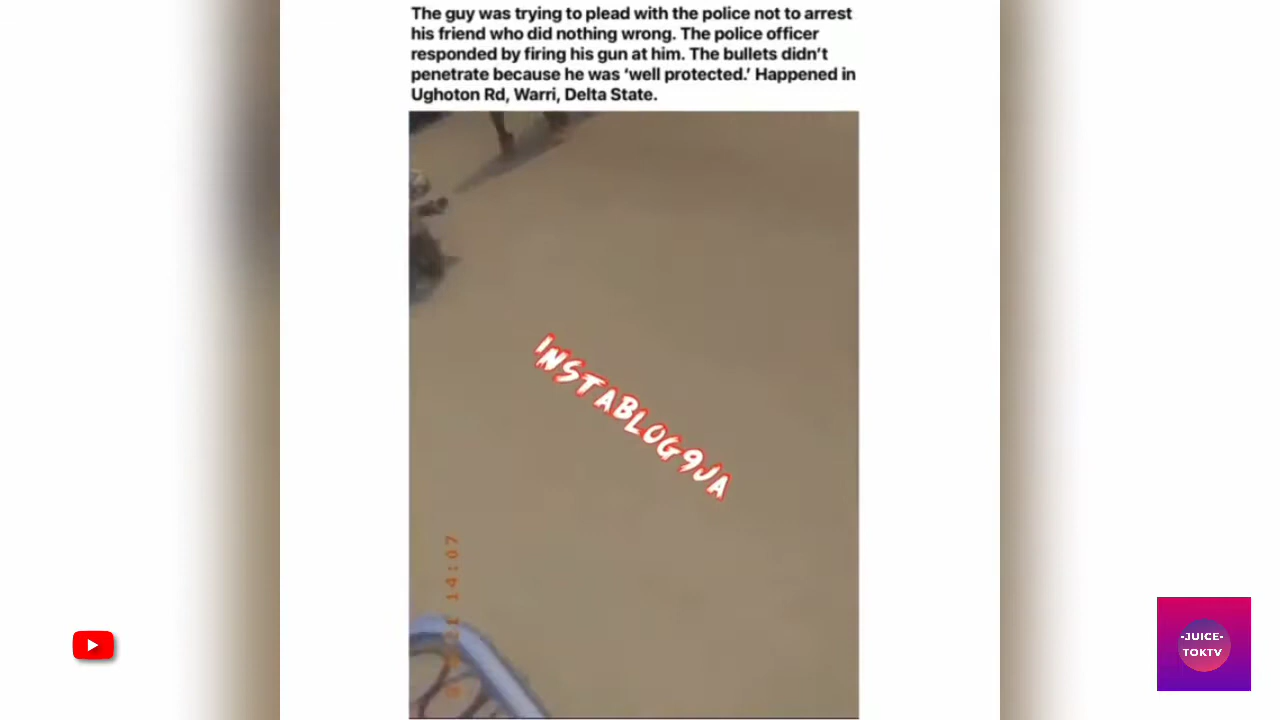 The guy was trying to plead with the police not to arrest
his friend who did nothing wrong. The police officer
responded by firing his gun at him. The bullets didn't
penetrate because he was ‘well protected.’ Happened in
Ughoton Rd, Warri, Delta State.
INSTABLOG9JA
14:07
-JUICE-
TOKTV